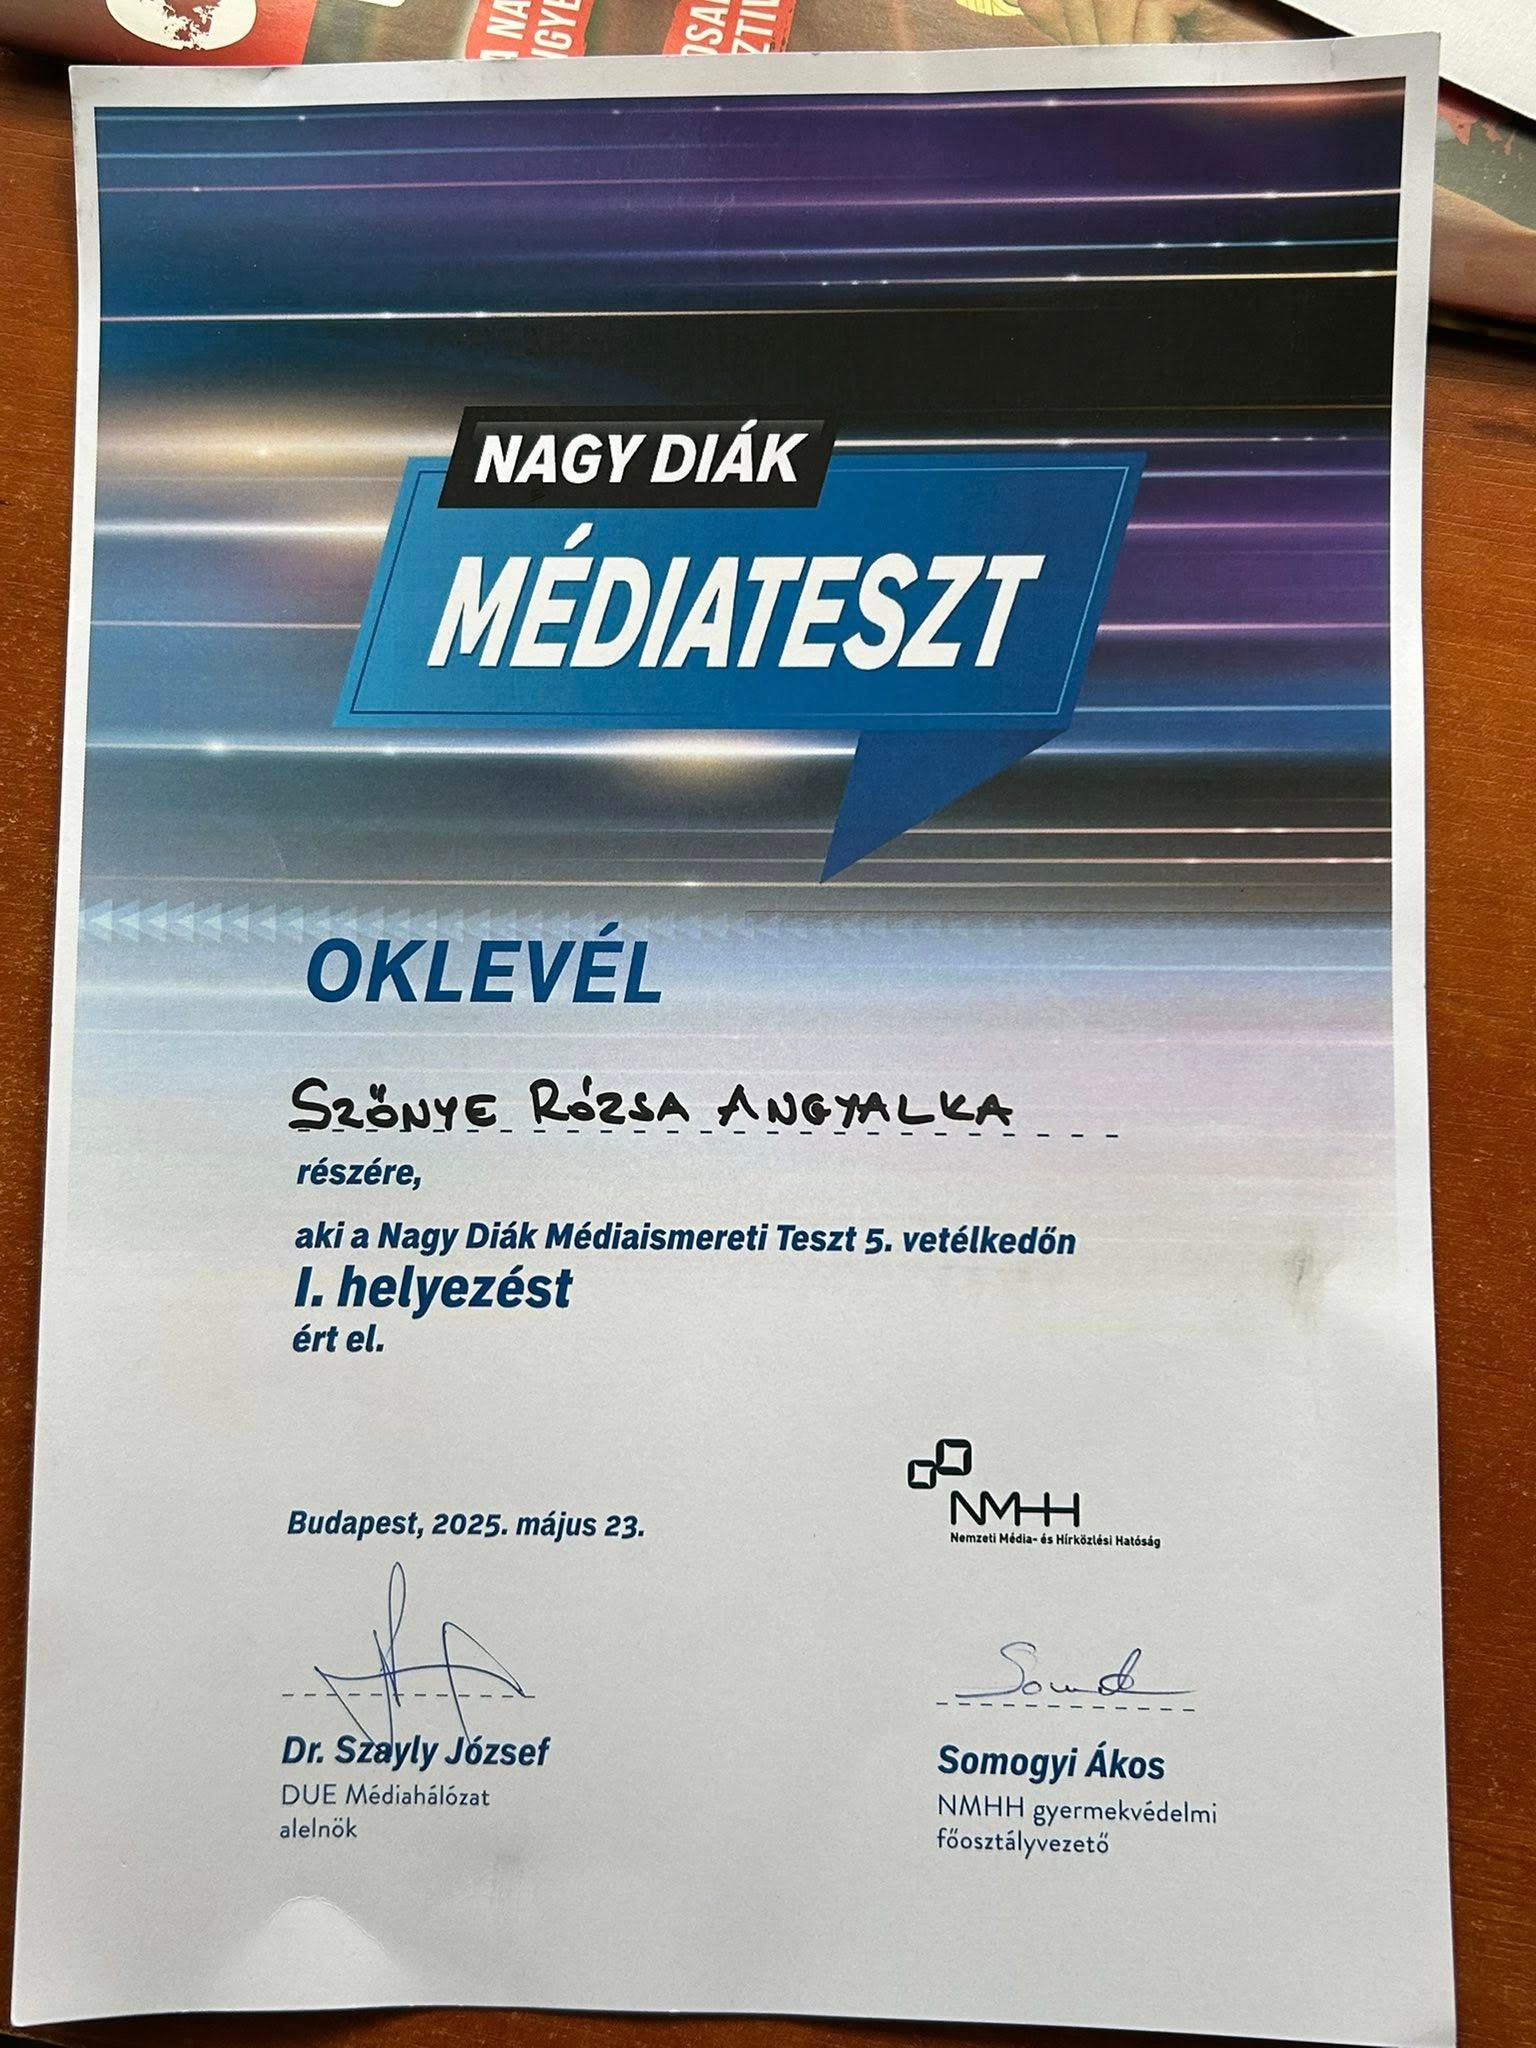 NAGY DIÁK
MÉDIATESZT
OKLEVÉL
SZŐNYE RÓZSA ANGYALKA
részére,
aki a Nagy Diák Médiaismereti Teszt 5. vetélkedőn
I. helyezést
ért el.
Budapest, 2025. május 23.
NMHH
Nemzeti Média- és Hírközlési Hatóság
Dr. Szayly József
DUE Médiahálózat
alelnök
Somogyi Ákos
NMHH gyermekvédelmi
főosztályvezető